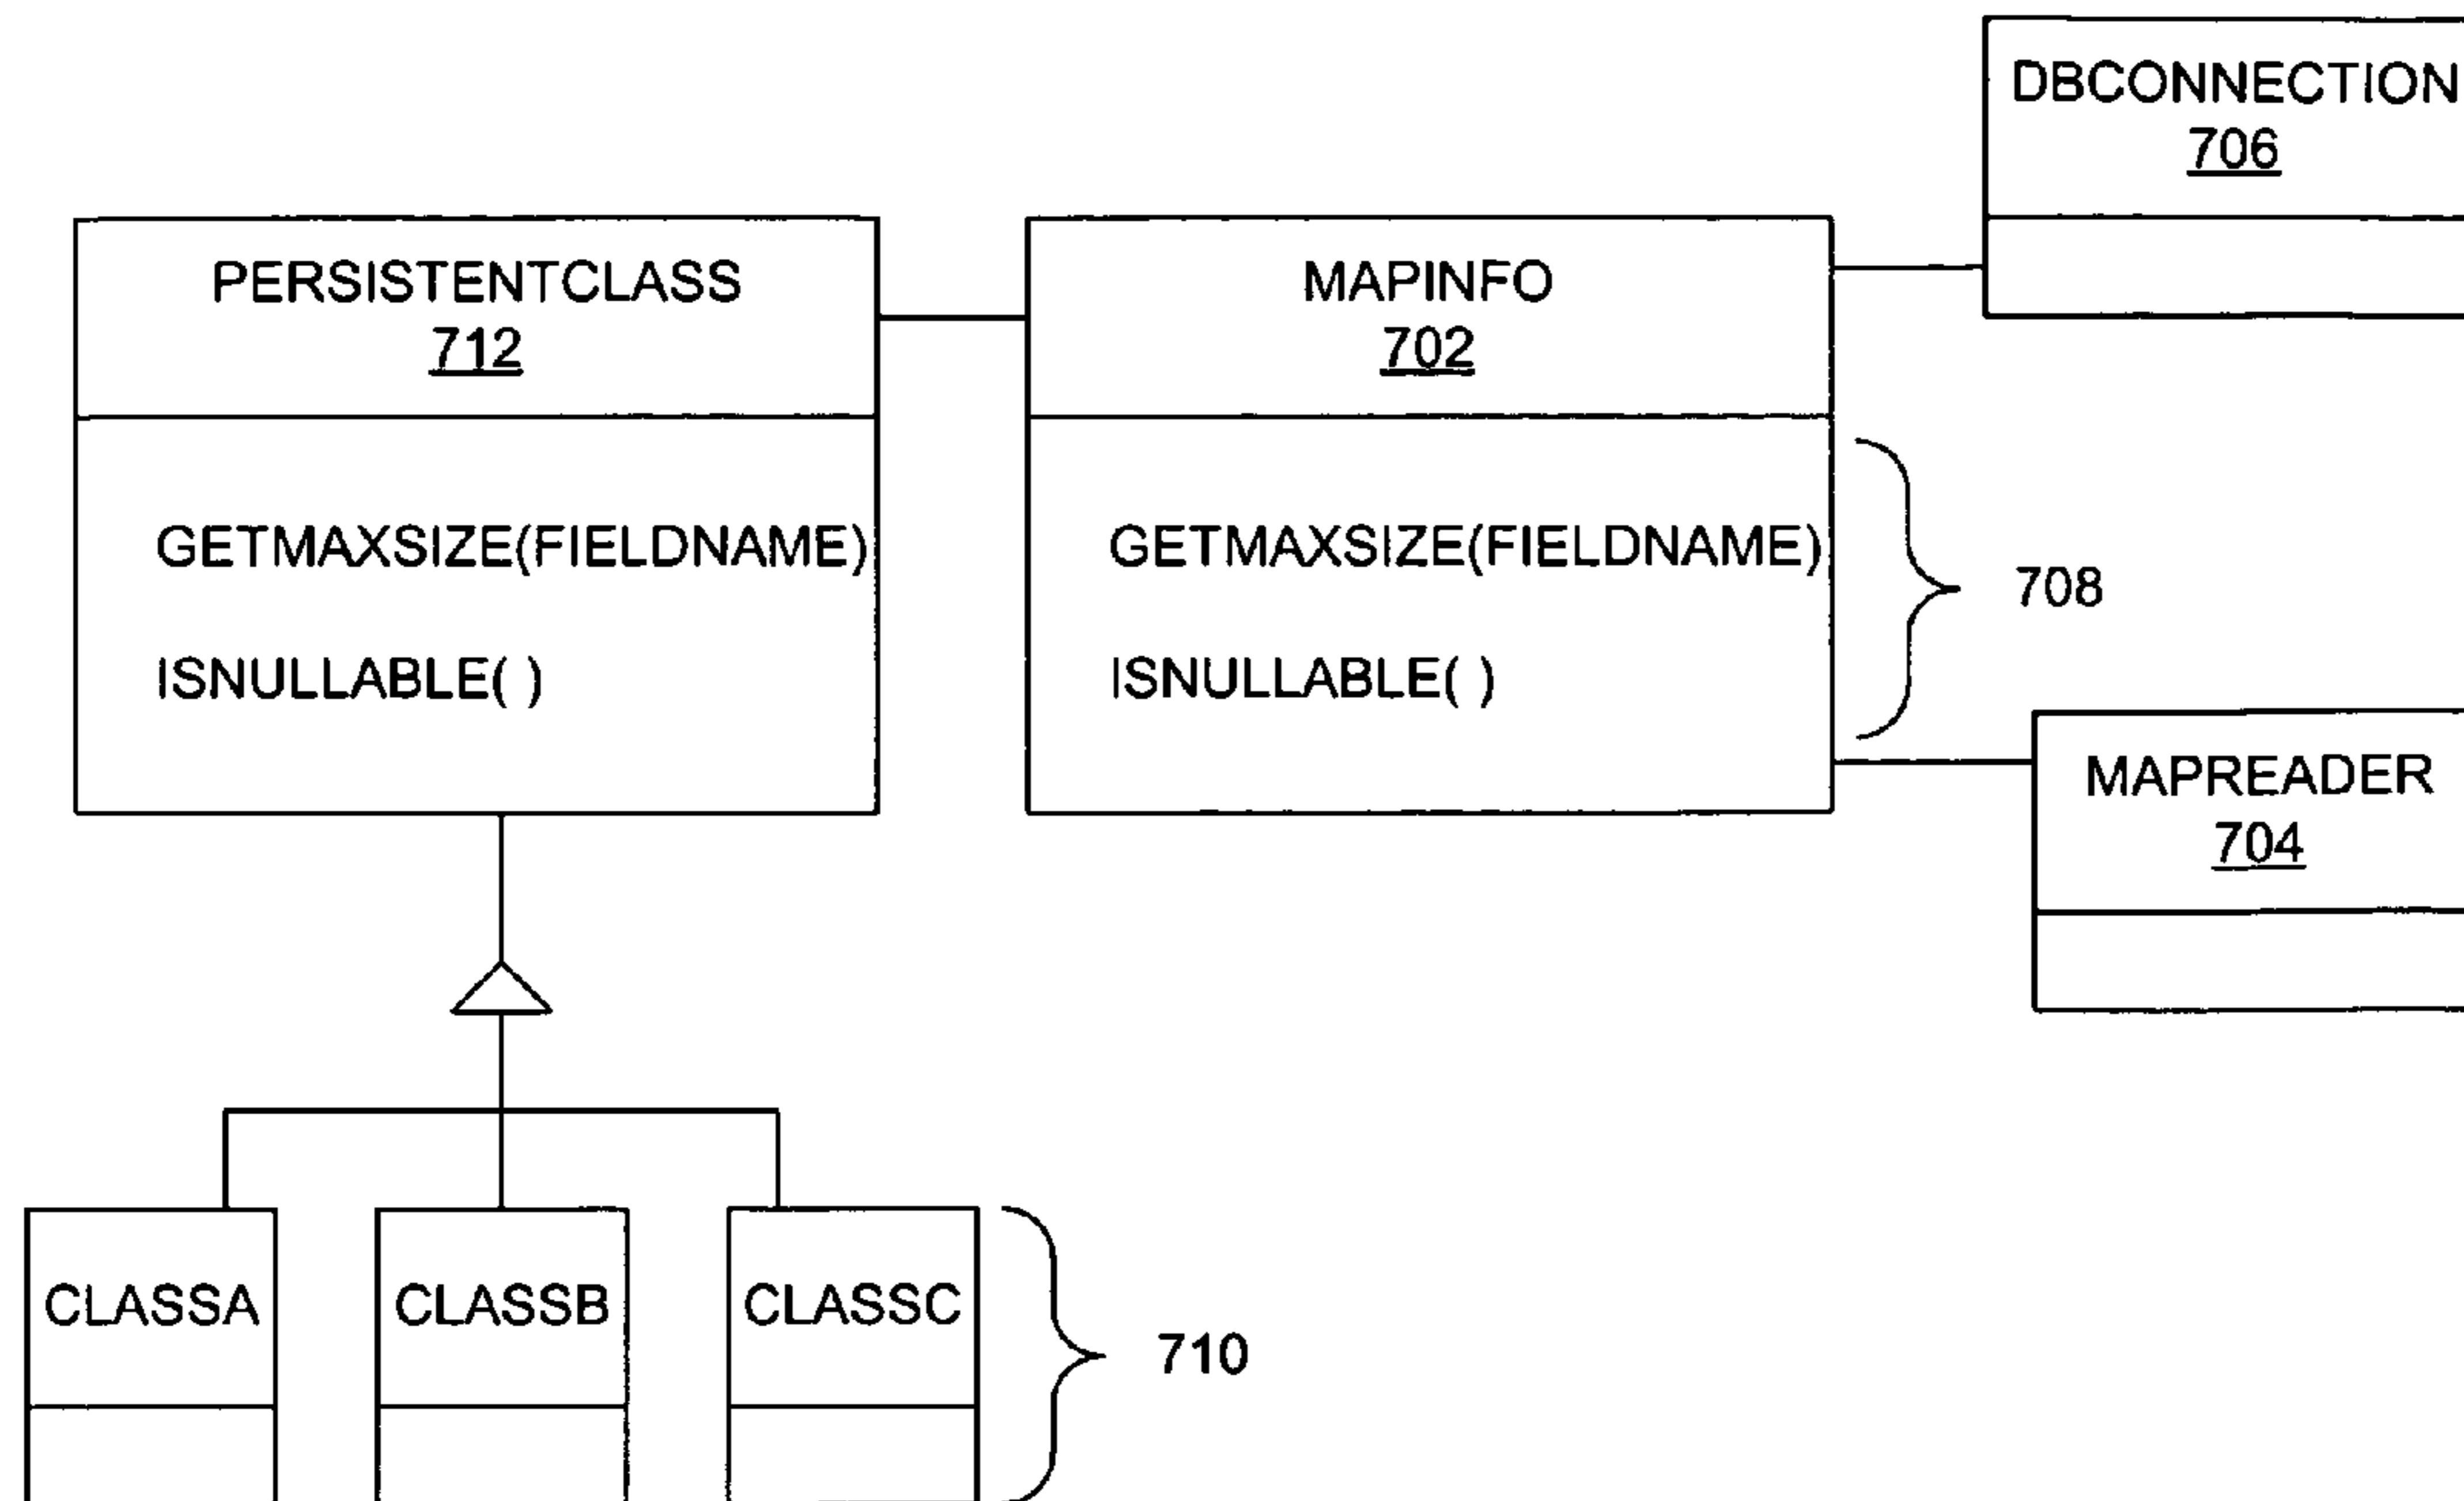 DBCONNECTION
706
PERSISTENTCLASS
712
MAPINFO
702
GETMAXSIZE(FIELDNAME)
ISNULLABLE( )
GETMAXSIZE(FIELDNAME)
ISNULLABLE( )
708
MAPREADER
704
CLASSA
CLASSB
CLASSC
710